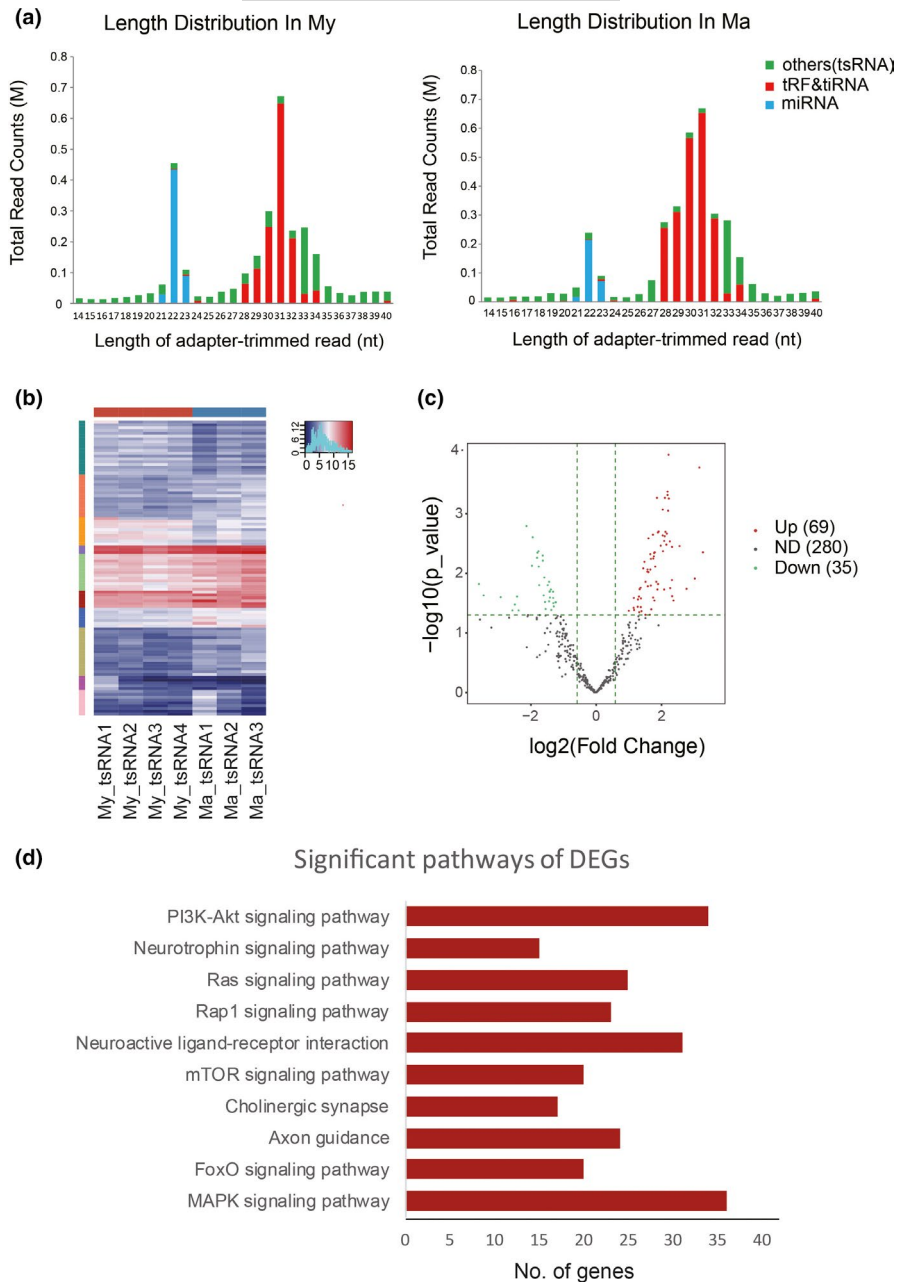 (a)
Length Distribution In My
Total Read Counts (M)
0.8
0.7
0.6
0.5
0.4
0.3
0.2
0.1
0
14 15 16 17 18 19 20 21 22 23 24 25 26 27 28 29 30 31 32 33 34 35 36 37 38 39 40
Length of adapter-trimmed read (nt)
Length Distribution In Ma
Total Read Counts (M)
0.8
0.7
0.6
0.5
0.4
0.3
0.2
0.1
0
14 15 16 17 18 19 20 21 22 23 24 25 26 27 28 29 30 31 32 33 34 35 36 37 38 39 40
Length of adapter-trimmed read (nt)
others(tsRNA)
tRF&tiRNA
miRNA
(b)
0 4 8 12
0 5 10 15
My_tsRNA1
My_tsRNA2
My_tsRNA3
My_tsRNA4
Ma_tsRNA1
Ma_tsRNA2
Ma_tsRNA3
(c)
−log10(p_value)
4
3
2
1
0
−2 0 2
log2(Fold Change)
Up (69)
ND (280)
Down (35)
(d)
Significant pathways of DEGs
PI3K-Akt signaling pathway
Neurotrophin signaling pathway
Ras signaling pathway
Rap1 signaling pathway
Neuroactive ligand-receptor interaction
mTOR signaling pathway
Cholinergic synapse
Axon guidance
FoxO signaling pathway
MAPK signaling pathway
0 5 10 15 20 25 30 35 40
No. of genes